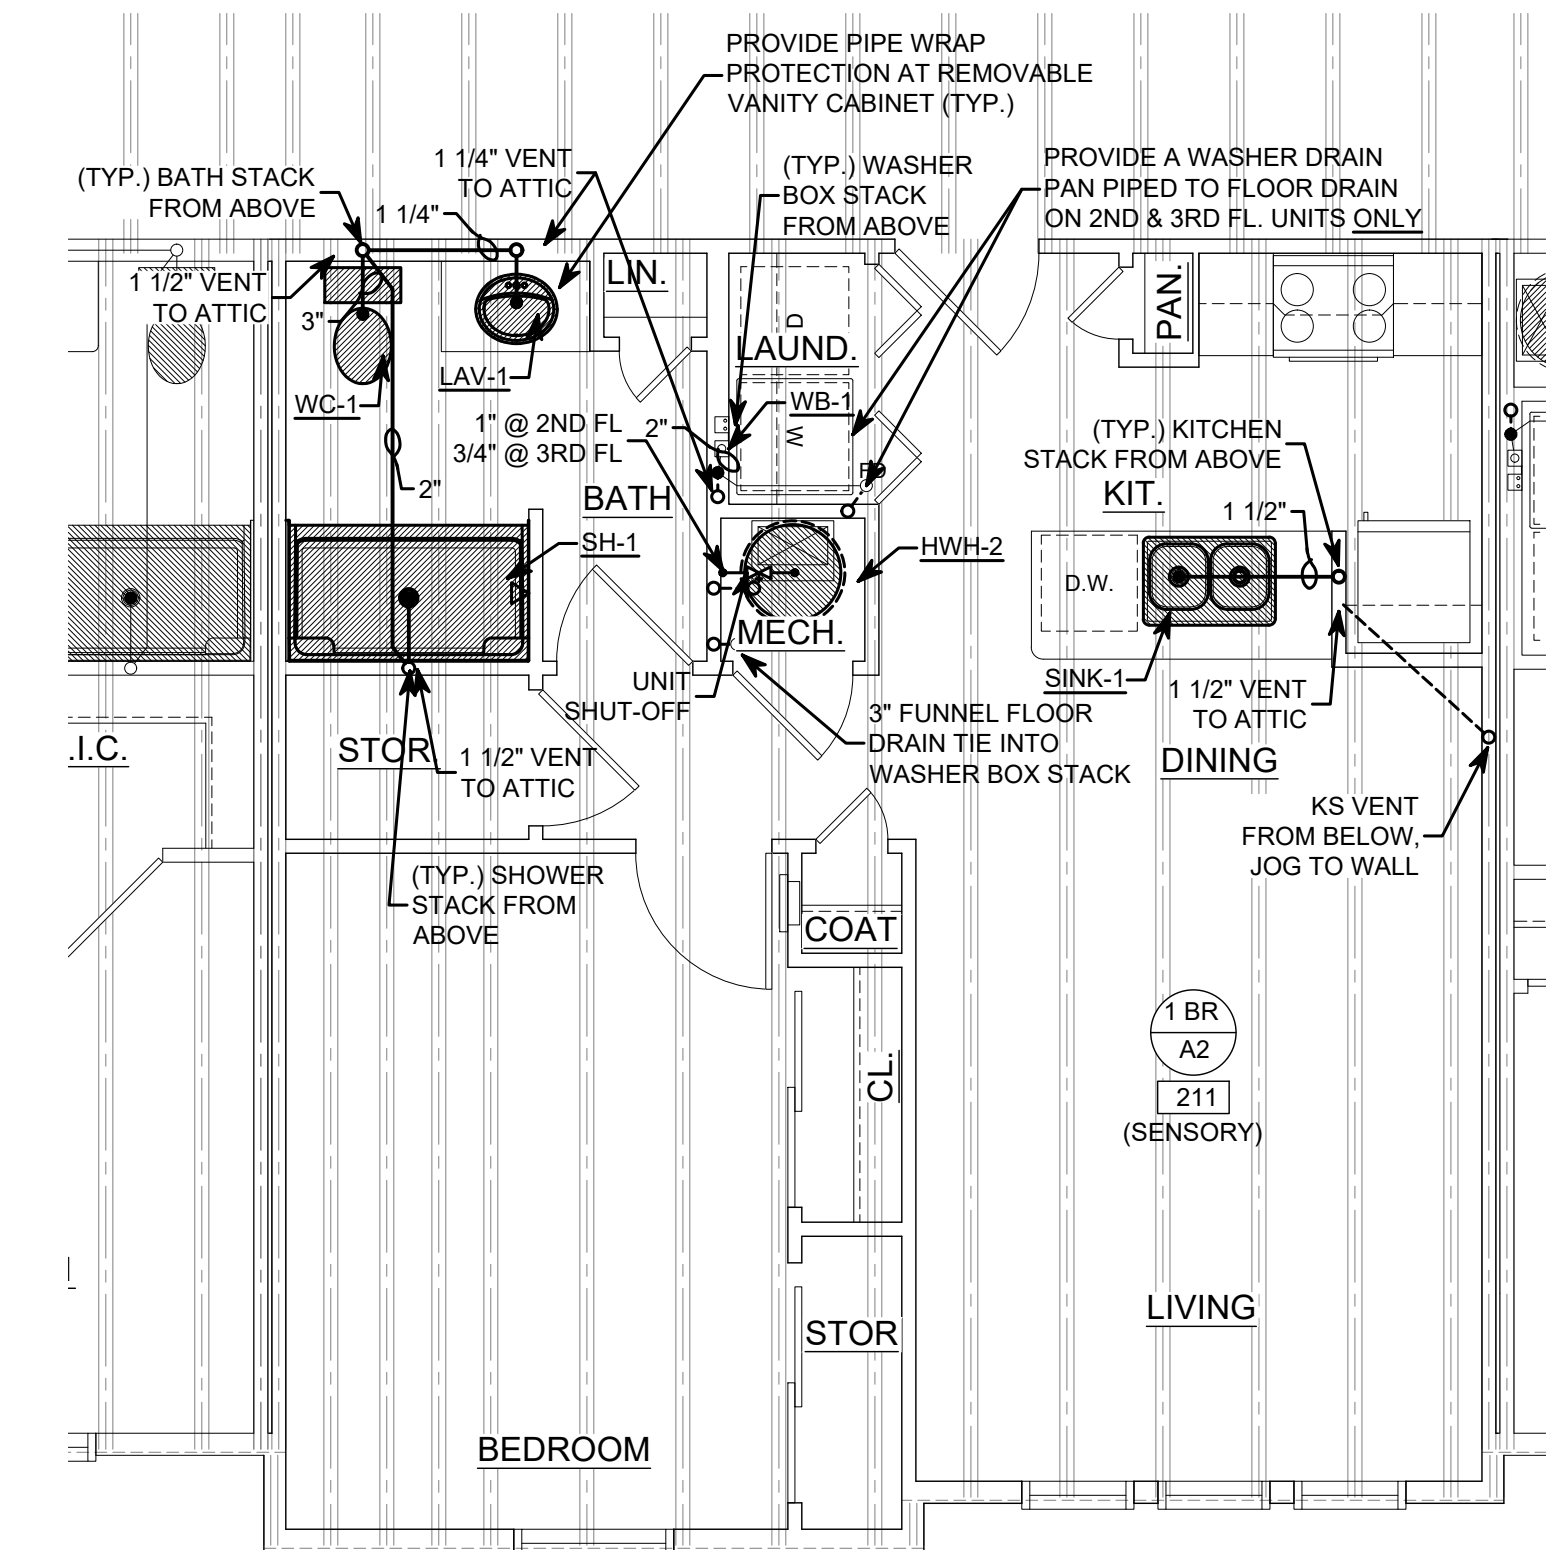 PROVIDE PIPE WRAP
PROTECTION AT REMOVABLE
VANITY CABINET (TYP.)
1 1/4" VENT
TO ATTIC
(TYP.) WASHER
BOX STACK
FROM ABOVE
PROVIDE A WASHER DRAIN
PAN PIPED TO FLOOR DRAIN
ON 2ND & 3RD FL. UNITS ONLY
(TYP.) BATH STACK
FROM ABOVE
1 1/4"
1 1/2" VENT
TO ATTIC
3"
LIN.
D
LAUND.
PAN.
WC-1
LAV-1
WB-1
W
1" @ 2ND FL
3/4" @ 3RD FL
2"
FD
2"
BATH
(TYP.) KITCHEN
STACK FROM ABOVE
KIT.
1 1/2"
SH-1
HWH-2
D.W.
MECH.
UNIT
SHUT-OFF
SINK-1
1 1/2" VENT
TO ATTIC
3" FUNNEL FLOOR
DRAIN TIE INTO
WASHER BOX STACK
.I.C.
STOR
1 1/2" VENT
TO ATTIC
DINING
KS VENT
FROM BELOW,
JOG TO WALL
(TYP.) SHOWER
STACK FROM
ABOVE
COAT
1 BR
A2
211
(SENSORY)
CL.
LIVING
STOR
BEDROOM